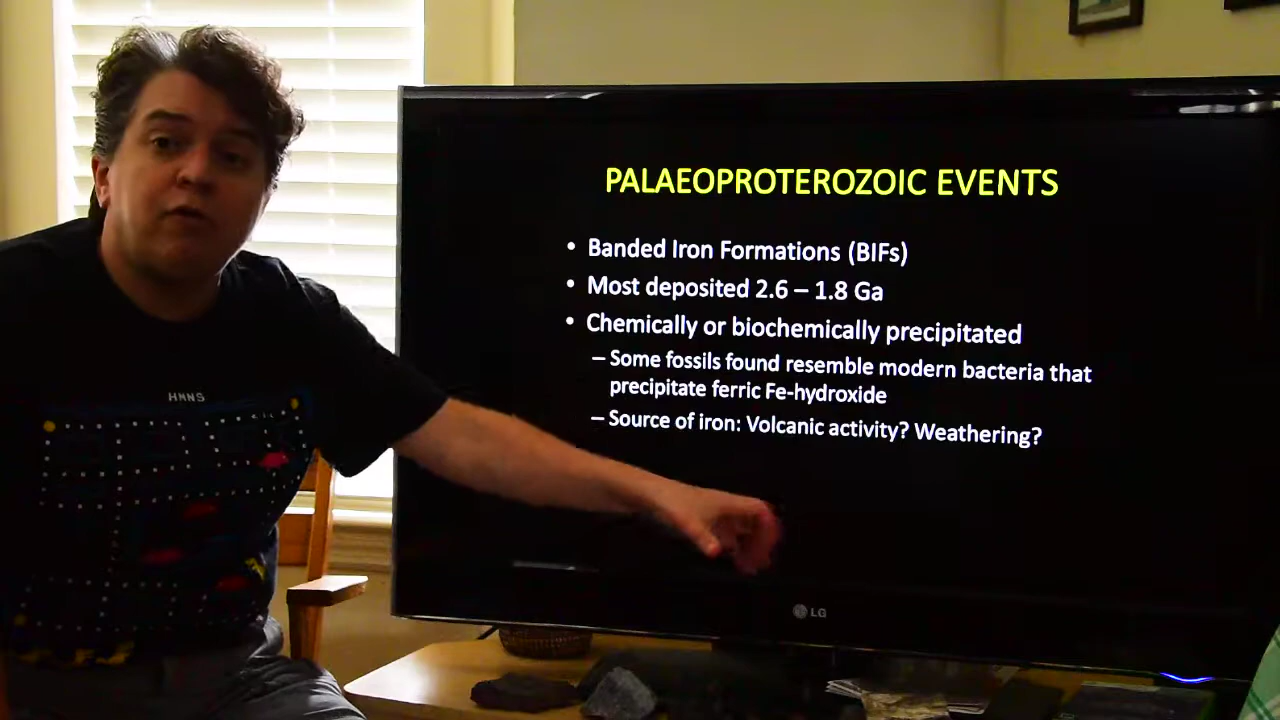 PALAEOPROTEROZOIC EVENTS
• Banded Iron Formations (BIFs)
• Most deposited 2.6 – 1.8 Ga
• Chemically or biochemically precipitated
– Some fossils found resemble modern bacteria that
precipitate ferric Fe-hydroxide
– Source of iron: Volcanic activity? Weathering?
HMNS
LG